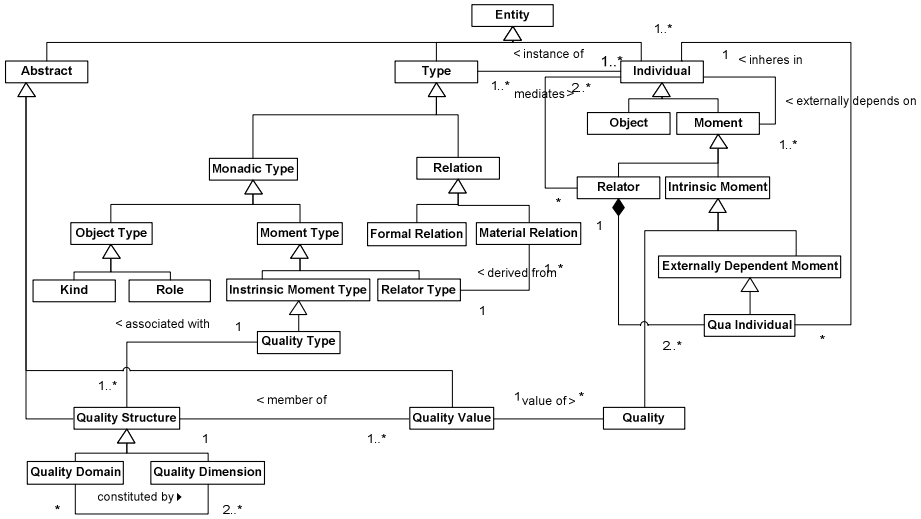 Entity
1..*
< instance of
1
< inheres in
Abstract
Type
1..*
Individual
1..*
mediates >
2..*
< externally depends on
Object
Moment
1..*
Monadic Type
Relation
Relator
Intrinsic Moment
*
1
Object Type
Moment Type
Formal Relation
Material Relation
Externally Dependent Moment
< derived from
1..*
Kind
Role
Instrinsic Moment Type
Relator Type
1
< associated with
1
Qua Individual
*
Quality Type
2..*
1..*
< member of
1
value of >
*
Quality Structure
Quality Value
Quality
1
1..*
Quality Domain
Quality Dimension
constituted by ▶
*
2..*